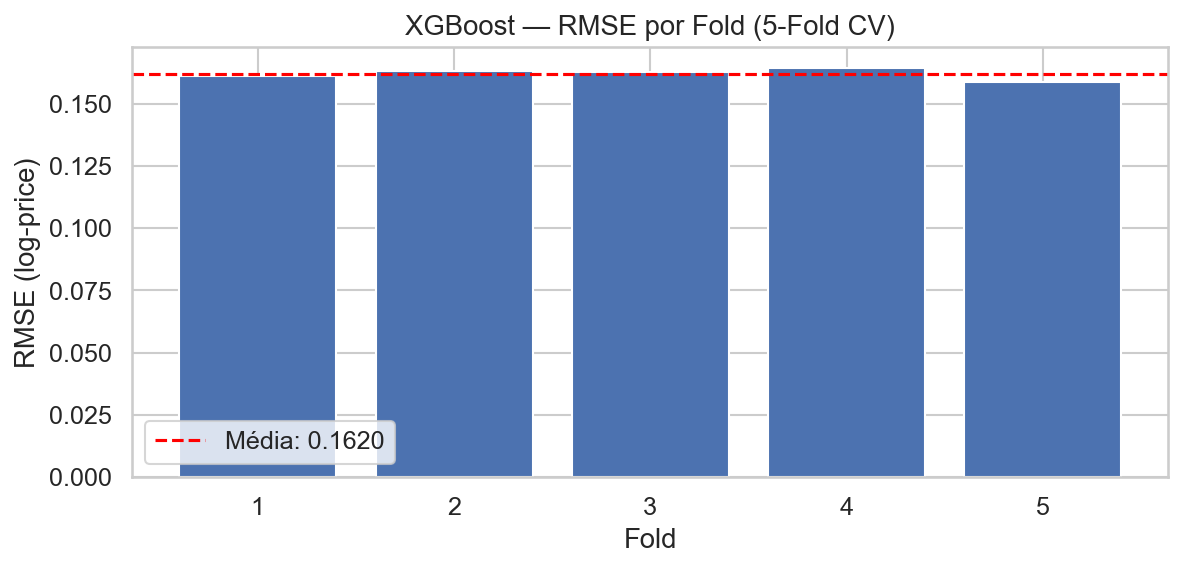 XGBoost — RMSE por Fold (5-Fold CV)
RMSE (log-price)
0.150
0.125
0.100
0.075
0.050
0.025
0.000
Média: 0.1620
1 2 3 4 5
Fold